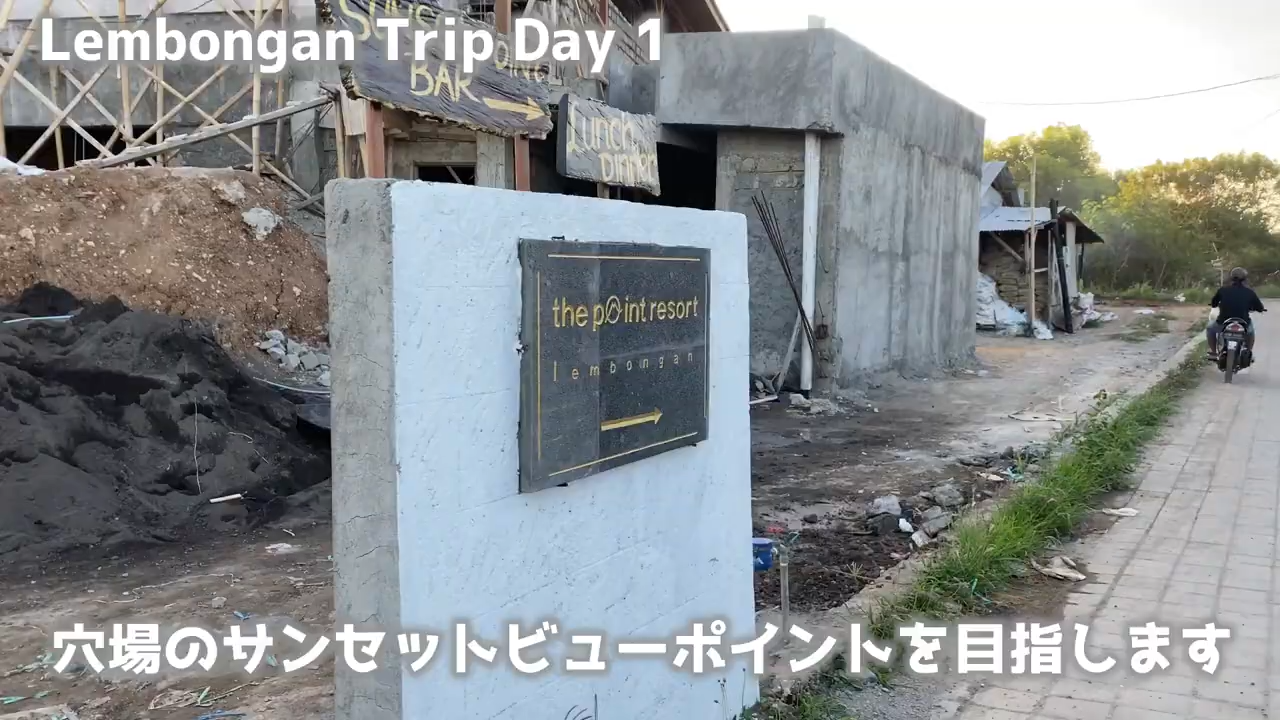 Lembongan Trip Day 1
BAR
Lunch
Dinner
the point resort
lembongan
穴場のサンセットビューポイントを目指します